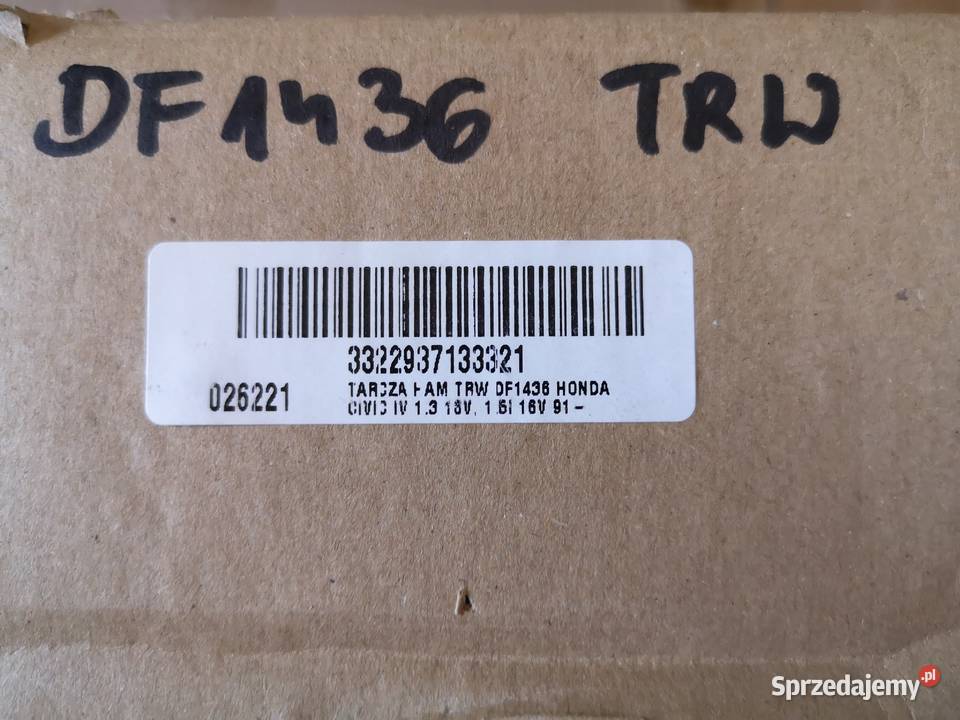 DF1436 TRW
3322937133321
026221
TARCZA HAM TRW DF1436 HONDA
CIVIC IV 1.3 16V, 1.5I 16V 91 -
Sprzedajemy.pl